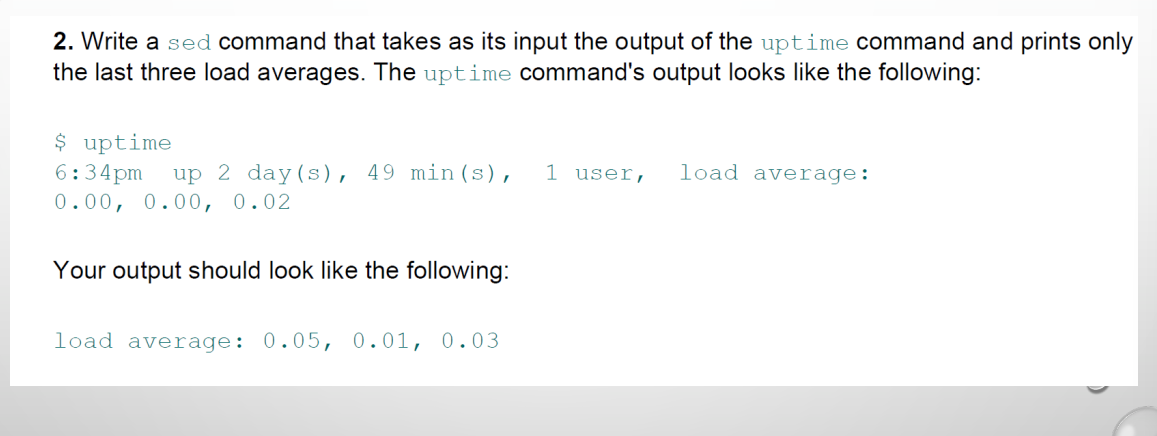 2. Write a sed command that takes as its input the output of the uptime command and prints only
the last three load averages. The uptime command's output looks like the following:
$ uptime
6:34pm  up 2 day(s), 49 min(s),  1 user,  load average:
0.00, 0.00, 0.02
Your output should look like the following:
load average: 0.05, 0.01, 0.03